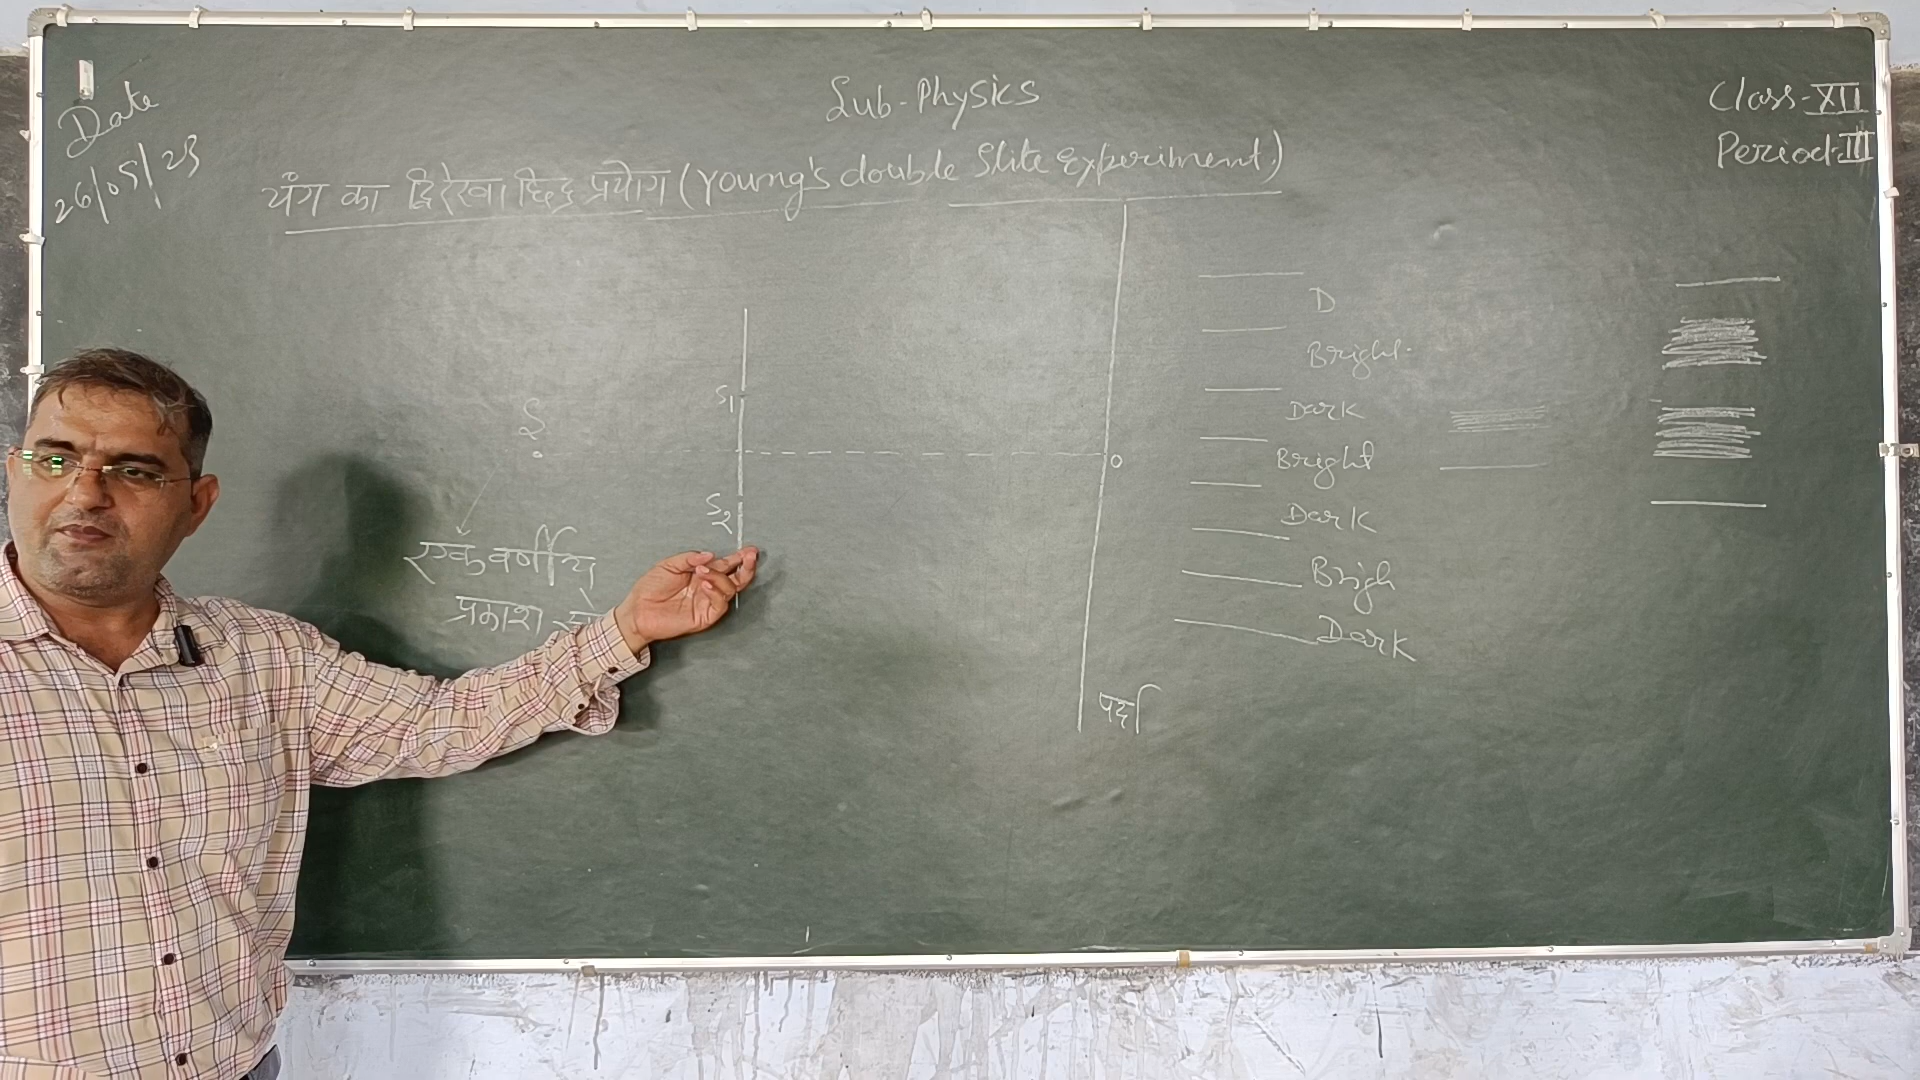 Date
26/05/23
Sub-Physics
Class-XII
Period-III
यंग का द्विरेखा छिद्र प्रयोग (Young's double Slite Experiment)
D
Bright
S1
S
Dark
O
Bright
S2
Dark
एकवर्णीय
Brigh
प्रकाश
Dark
पर्दा